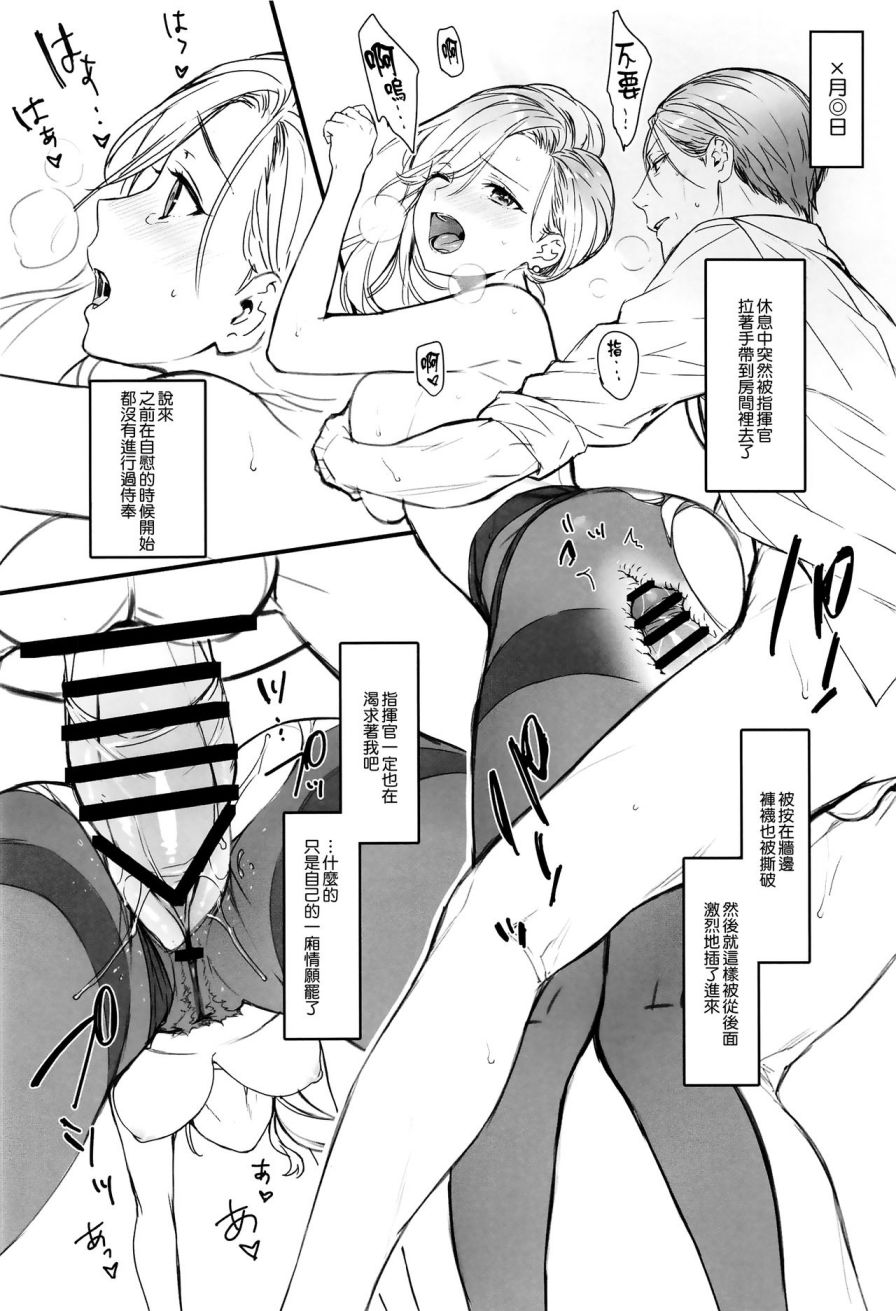 ×月◎日
不要…
啊嗚…
啊
啊♡
指…
休息中突然被指揮官
拉著手帶到房間裡去了
はぁ♡
はぁ…♡
はぁ♡
說來
之前在自慰的時候開始
都沒有進行過侍奉
被按在牆邊
褲襪也被撕破
然後就這樣被從後面
激烈地插了進來
指揮官一定也在
渴求著我吧
…什麼的
只是自己的一廂情願罷了
あ♡
あ♡
あっ♡